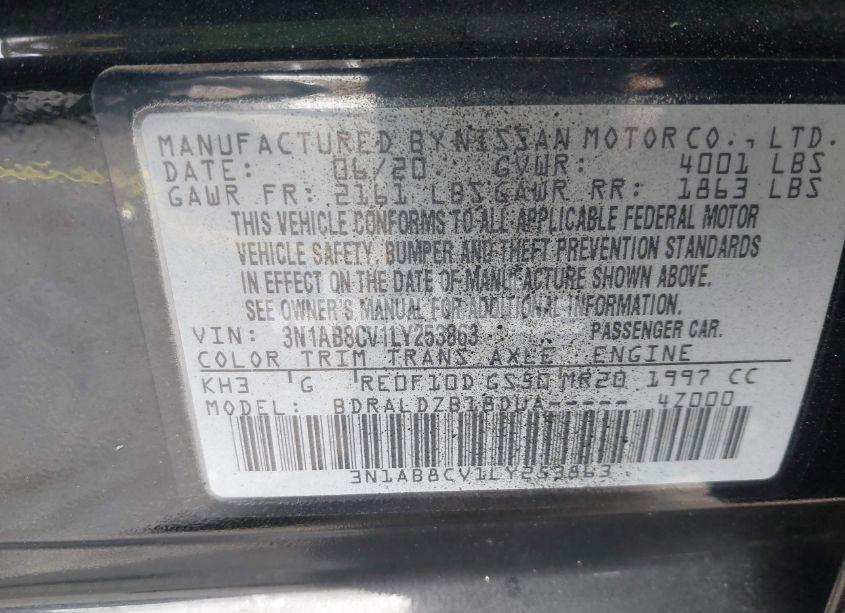 MANUFACTURED BY NISSAN MOTOR CO., LTD.
DATE: 06/20 GVWR: 4001 LBS
GAWR FR: 2161 LBS GAWR RR: 1863 LBS
THIS VEHICLE CONFORMS TO ALL APPLICABLE FEDERAL MOTOR
VEHICLE SAFETY, BUMPER AND THEFT PREVENTION STANDARDS
IN EFFECT ON THE DATE OF MANUFACTURE SHOWN ABOVE.
SEE OWNER'S MANUAL FOR ADDITIONAL INFORMATION.
VIN: 3N1AB8CV1LY253863 PASSENGER CAR.
COLOR TRIM TRANS AXLE ENGINE
KH3 G RE0F10D GS50 MR20 1997 CC
MODEL: BDRALDZB18DUA----- 4Z000
3N1AB8CV1LY253863